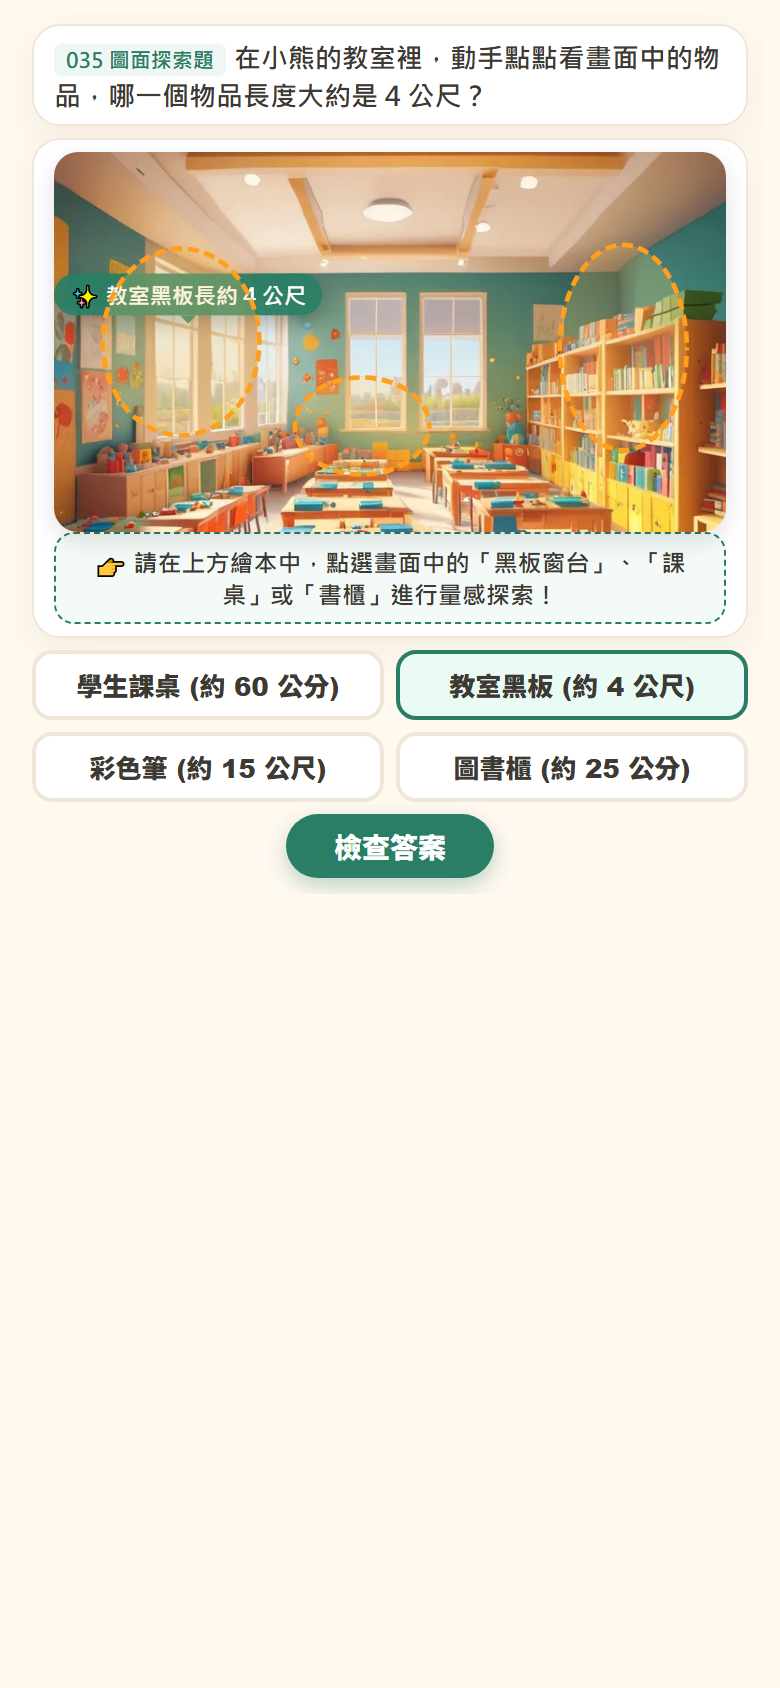 035 圖面探索題 在小熊的教室裡，動手點點看畫面中的物
品，哪一個物品長度大約是 4 公尺？
✨ 教室黑板長約 4 公尺
👉 請在上方繪本中，點選畫面中的「黑板窗台」、「課
桌」或「書櫃」進行量感探索！
學生課桌 (約 60 公分)
教室黑板 (約 4 公尺)
彩色筆 (約 15 公尺)
圖書櫃 (約 25 公分)
檢查答案